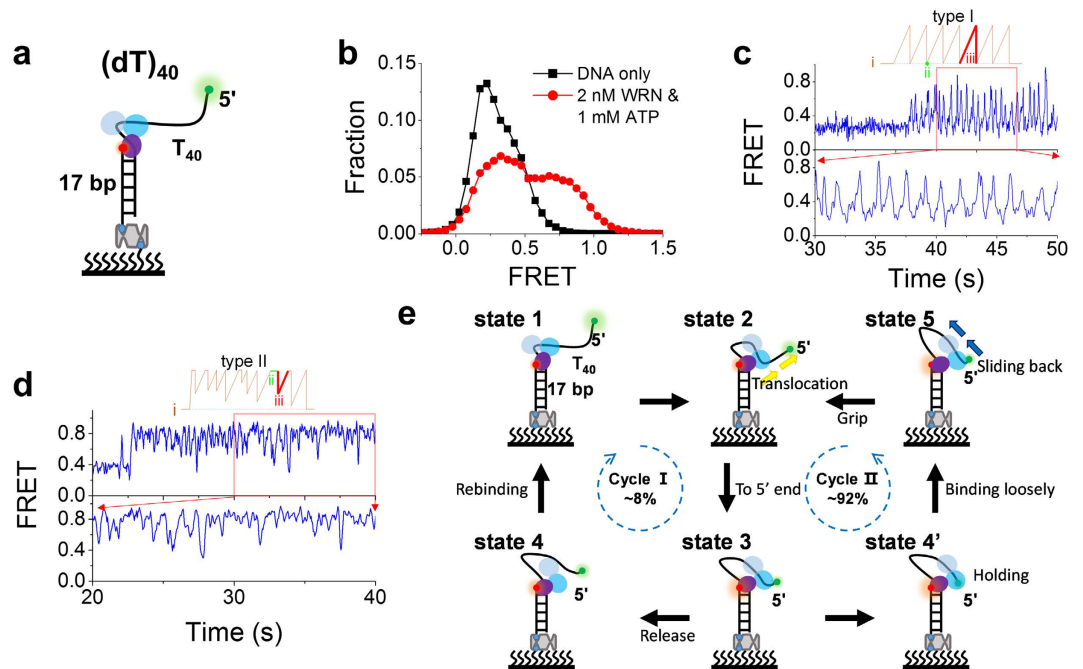 a
(dT)40
5'
T40
17 bp
b
DNA only
2 nM WRN &
1 mM ATP
Fraction
0.15
0.10
0.05
0.00
0.0 0.5 1.0 1.5
FRET
c
type I
i
ii
iii
FRET
0.8
0.4
0.0
0.8
0.4
0.0
30 35 40 45 50
Time (s)
d
type II
i
ii
iii
FRET
0.8
0.4
0.0
0.8
0.4
0.0
20 30 40
Time (s)
e
state 1
5'
T40
17 bp
state 2
5'
Translocation
state 5
5'
Sliding back
Grip
Rebinding
Cycle I
~8%
To 5' end
Cycle II
~92%
Binding loosely
state 4
5'
Release
state 3
5'
state 4'
Holding
5'